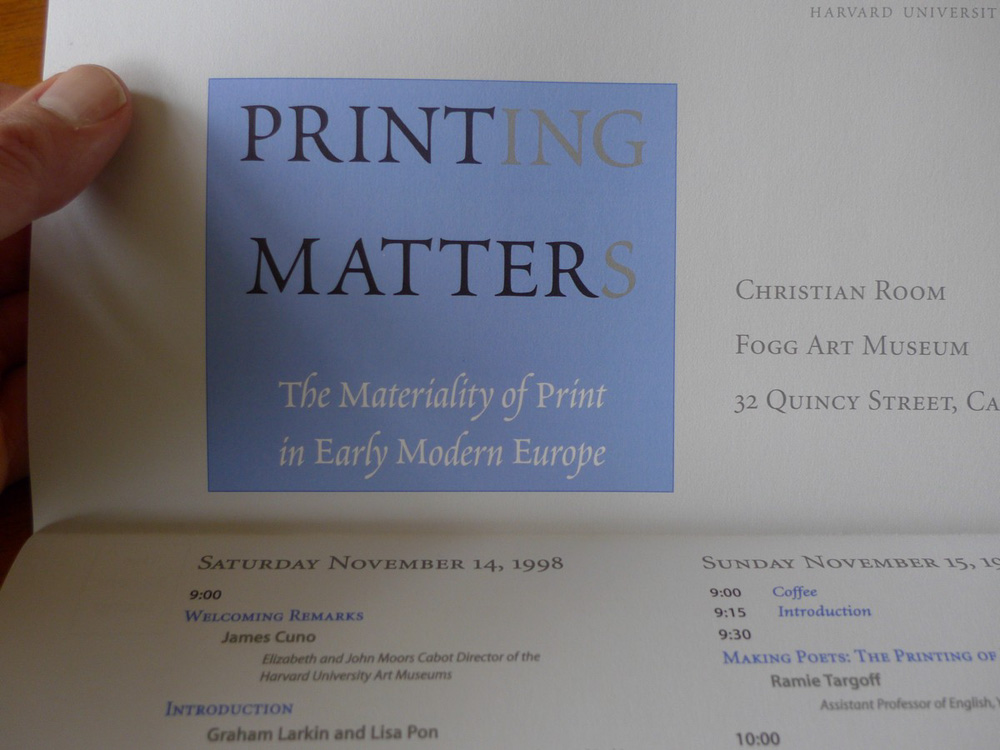 HARVARD UNIVERSIT
PRINTING
MATTERS
The Materiality of Print
in Early Modern Europe
CHRISTIAN ROOM
FOGG ART MUSEUM
32 QUINCY STREET, CA
SATURDAY NOVEMBER 14, 1998
9:00
WELCOMING REMARKS
James Cuno
Elizabeth and John Moors Cabot Director of the
Harvard University Art Museums
INTRODUCTION
Graham Larkin and Lisa Pon
SUNDAY NOVEMBER 15, 19
9:00 Coffee
9:15 Introduction
9:30
MAKING POETS: THE PRINTING OF
Ramie Targoff
Assistant Professor of English,
10:00